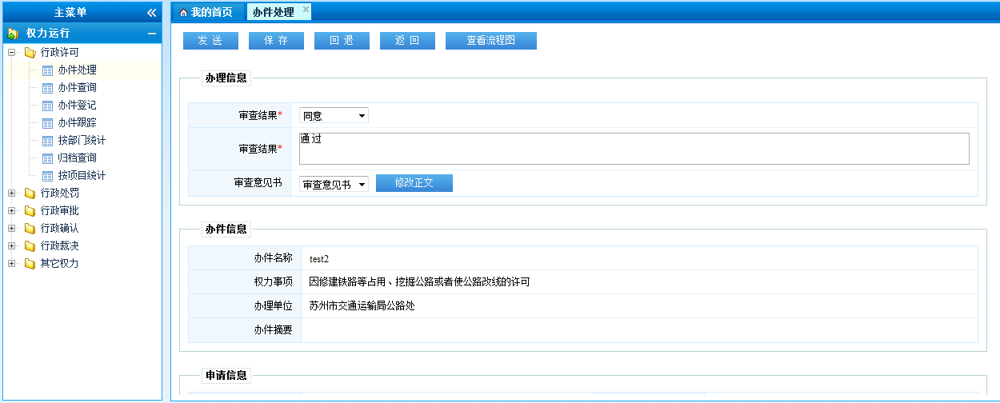 主菜单
权力运行
行政许可
办件处理
办件查询
办件登记
办件跟踪
按部门统计
归档查询
按项目统计
行政处罚
行政审批
行政确认
行政裁决
其它权力
我的首页 办件处理
发 送 保 存 回 退 返 回 查看流程图
办理信息
审查结果* 同意
审查结果* 通过
审查意见书 审查意见书 修改正文
办件信息
办件名称 test2
权力事项 因修建铁路等占用、挖掘公路或者使公路改线的许可
办理单位 苏州市交通运输局公路处
办件摘要
申请信息